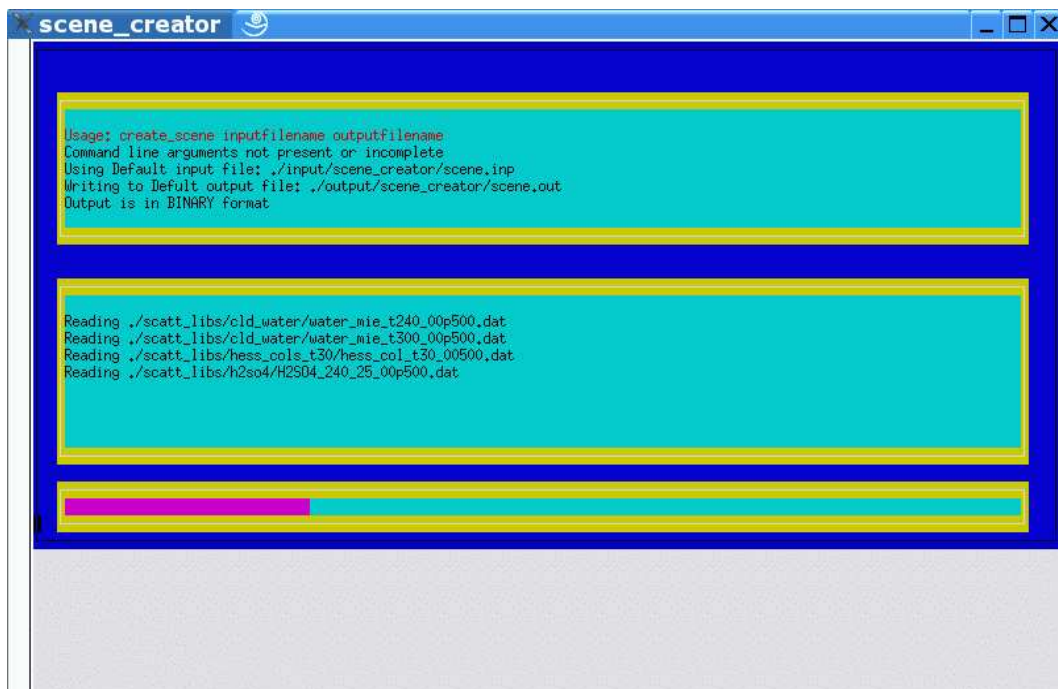 scene_creator
Usage: create_scene inputfilename outputfilename
Command line arguments not present or incomplete
Using Default input file: ./input/scene_creator/scene.inp
Writing to Defult output file: ./output/scene_creator/scene.out
Output is in BINARY format
Reading ./scatt_libs/cld_water/water_mie_t240_00p500.dat
Reading ./scatt_libs/cld_water/water_mie_t300_00p500.dat
Reading ./scatt_libs/hess_cols_t30/hess_col_t30_00500.dat
Reading ./scatt_libs/h2so4/H2SO4_240_25_00p500.dat